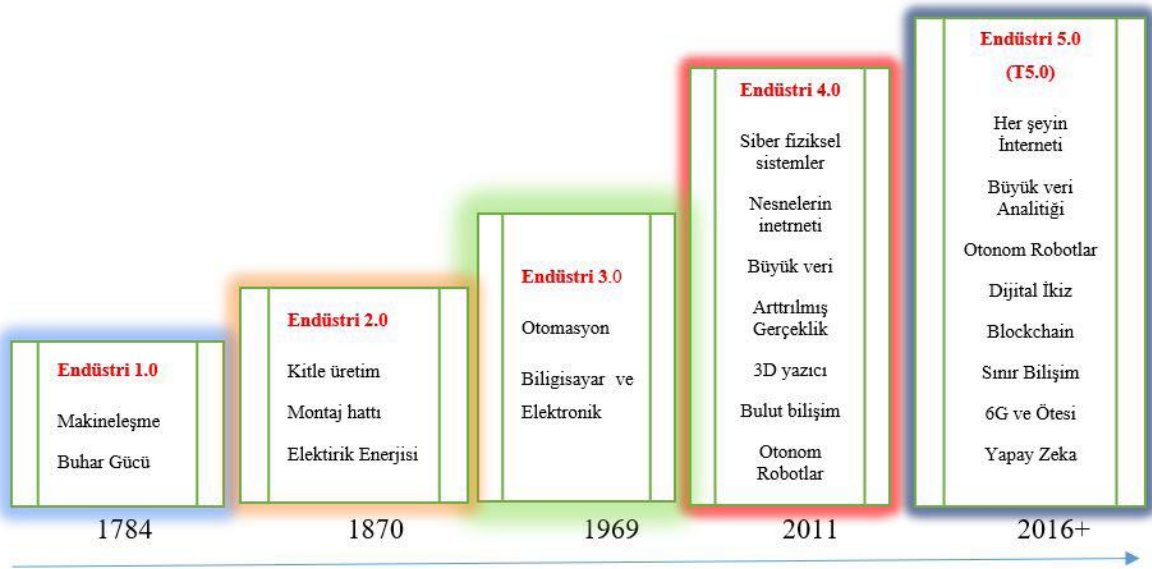 Endüstri 1.0
Makineleşme
Buhar Gücü
1784
Endüstri 2.0
Kitle üretim
Montaj hattı
Elektirik Enerjisi
1870
Endüstri 3.0
Otomasyon
Biligisayar ve
Elektronik
1969
Endüstri 4.0
Siber fiziksel
sistemler
Nesnelerin
inetrneti
Büyük veri
Arttrılmış
Gerçeklik
3D yazıcı
Bulut bilişim
Otonom
Robotlar
2011
Endüstri 5.0
(T5.0)
Her şeyin
İnterneti
Büyük veri
Analitiği
Otonom Robotlar
Dijital İkiz
Blockchain
Sınır Bilişim
6G ve Ötesi
Yapay Zeka
2016+